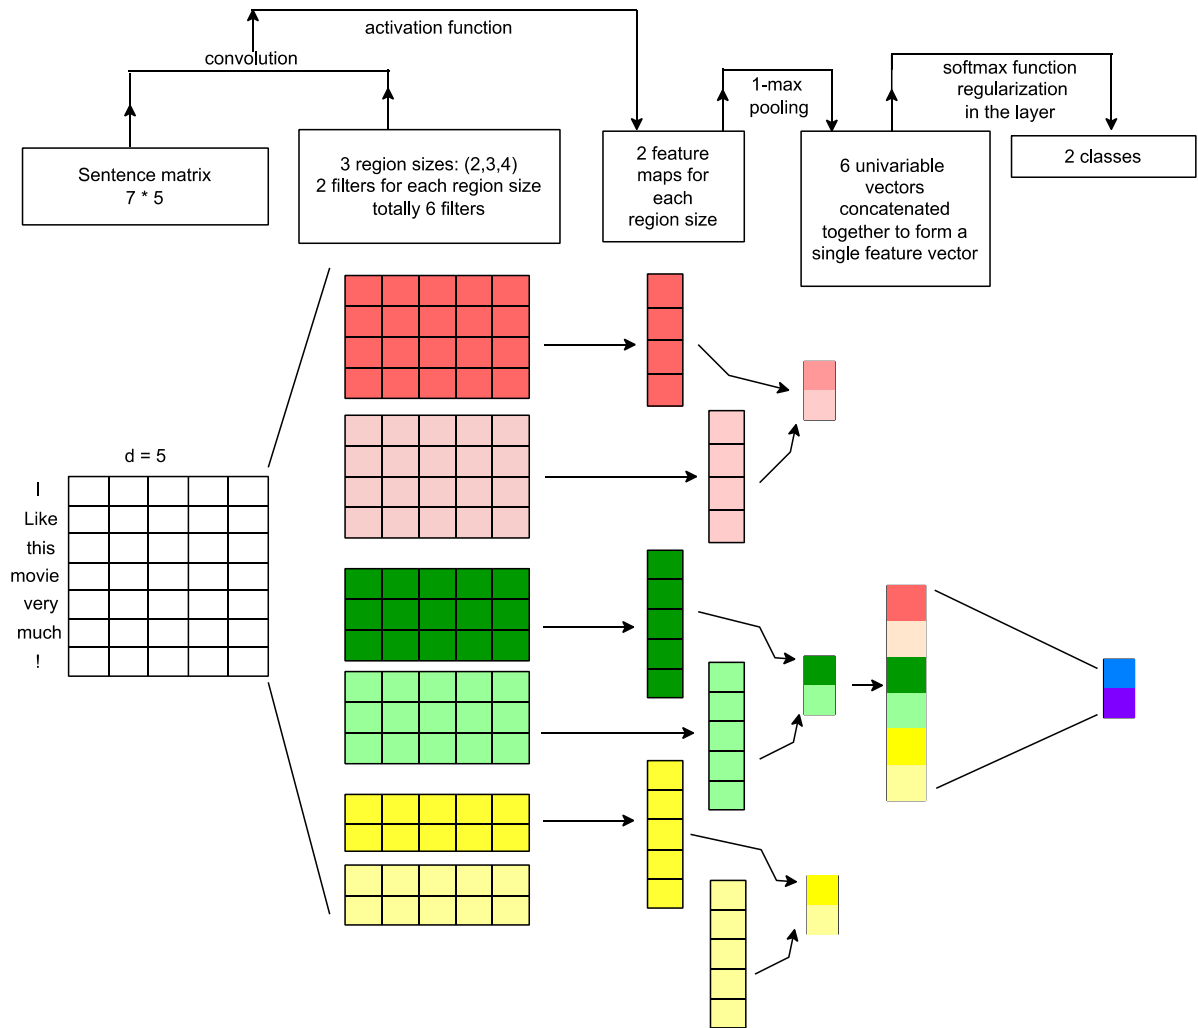 activation function
convolution
1-max
pooling
softmax function
regularization
in the layer
Sentence matrix
7 * 5
3 region sizes: (2,3,4)
2 filters for each region size
totally 6 filters
2 feature
maps for
each
region size
6 univariable
vectors
concatenated
together to form a
single feature vector
2 classes
d = 5
I
Like
this
movie
very
much
!